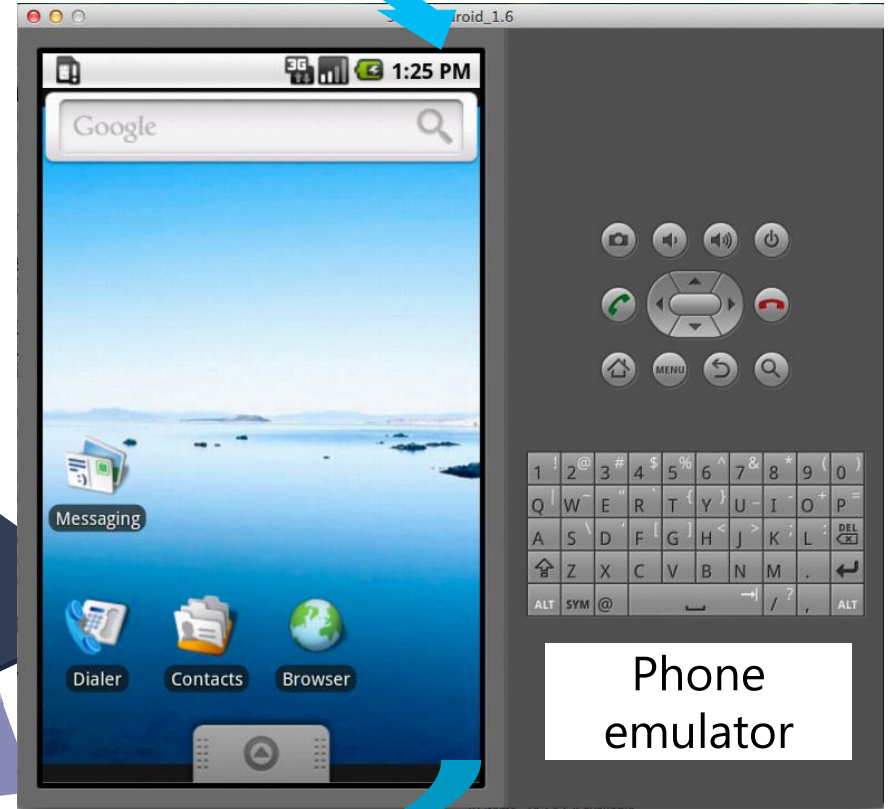 roid_1.6
3G 1:25 PM
Google
MENU
1 ! 2 @ 3 # 4 $ 5 % 6 ^ 7 & 8 * 9 ( 0 )
Q | W ~ E " R ` T { Y } U - I - O + P =
Messaging
A S \ D ' F [ G ] H < J > K ; L : DEL
Z X C V B N M .
ALT SYM @ / ? , ALT
Dialer Contacts Browser
Phone
emulator